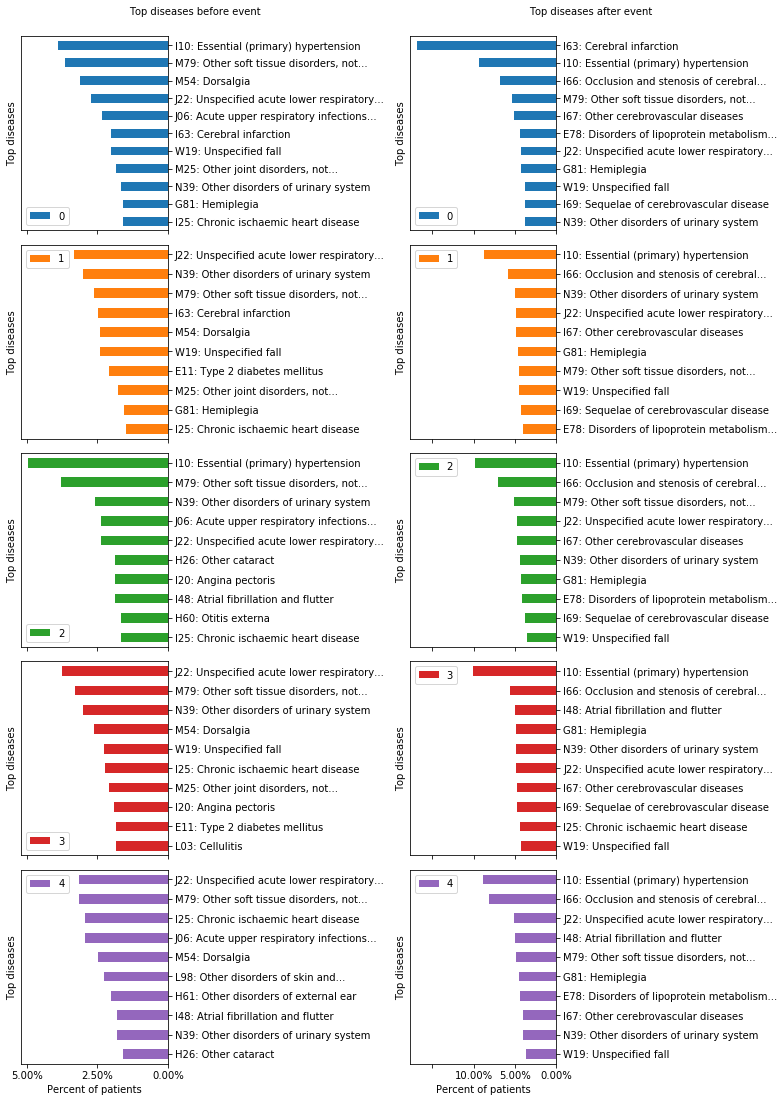 Top diseases before event
Top diseases after event
Top diseases
I10: Essential (primary) hypertension
M79: Other soft tissue disorders, not...
M54: Dorsalgia
J22: Unspecified acute lower respiratory...
J06: Acute upper respiratory infections...
I63: Cerebral infarction
W19: Unspecified fall
M25: Other joint disorders, not...
N39: Other disorders of urinary system
G81: Hemiplegia
I25: Chronic ischaemic heart disease
0
Top diseases
I63: Cerebral infarction
I10: Essential (primary) hypertension
I66: Occlusion and stenosis of cerebral...
M79: Other soft tissue disorders, not...
I67: Other cerebrovascular diseases
E78: Disorders of lipoprotein metabolism...
J22: Unspecified acute lower respiratory...
G81: Hemiplegia
W19: Unspecified fall
I69: Sequelae of cerebrovascular disease
N39: Other disorders of urinary system
0
Top diseases
1
J22: Unspecified acute lower respiratory...
N39: Other disorders of urinary system
M79: Other soft tissue disorders, not...
I63: Cerebral infarction
M54: Dorsalgia
W19: Unspecified fall
E11: Type 2 diabetes mellitus
M25: Other joint disorders, not...
G81: Hemiplegia
I25: Chronic ischaemic heart disease
Top diseases
1
I10: Essential (primary) hypertension
I66: Occlusion and stenosis of cerebral...
N39: Other disorders of urinary system
J22: Unspecified acute lower respiratory...
I67: Other cerebrovascular diseases
G81: Hemiplegia
M79: Other soft tissue disorders, not...
W19: Unspecified fall
I69: Sequelae of cerebrovascular disease
E78: Disorders of lipoprotein metabolism...
Top diseases
I10: Essential (primary) hypertension
M79: Other soft tissue disorders, not...
N39: Other disorders of urinary system
J06: Acute upper respiratory infections...
J22: Unspecified acute lower respiratory...
H26: Other cataract
I20: Angina pectoris
I48: Atrial fibrillation and flutter
H60: Otitis externa
I25: Chronic ischaemic heart disease
2
Top diseases
2
I10: Essential (primary) hypertension
I66: Occlusion and stenosis of cerebral...
M79: Other soft tissue disorders, not...
J22: Unspecified acute lower respiratory...
I67: Other cerebrovascular diseases
N39: Other disorders of urinary system
G81: Hemiplegia
E78: Disorders of lipoprotein metabolism...
I69: Sequelae of cerebrovascular disease
W19: Unspecified fall
Top diseases
J22: Unspecified acute lower respiratory...
M79: Other soft tissue disorders, not...
N39: Other disorders of urinary system
M54: Dorsalgia
W19: Unspecified fall
I25: Chronic ischaemic heart disease
M25: Other joint disorders, not...
I20: Angina pectoris
E11: Type 2 diabetes mellitus
L03: Cellulitis
3
Top diseases
3
I10: Essential (primary) hypertension
I66: Occlusion and stenosis of cerebral...
I48: Atrial fibrillation and flutter
G81: Hemiplegia
N39: Other disorders of urinary system
J22: Unspecified acute lower respiratory...
I67: Other cerebrovascular diseases
I69: Sequelae of cerebrovascular disease
I25: Chronic ischaemic heart disease
W19: Unspecified fall
Top diseases
4
J22: Unspecified acute lower respiratory...
M79: Other soft tissue disorders, not...
I25: Chronic ischaemic heart disease
J06: Acute upper respiratory infections...
M54: Dorsalgia
L98: Other disorders of skin and...
H61: Other disorders of external ear
I48: Atrial fibrillation and flutter
N39: Other disorders of urinary system
H26: Other cataract
5.00% 2.50% 0.00%
Percent of patients
Top diseases
4
I10: Essential (primary) hypertension
I66: Occlusion and stenosis of cerebral...
J22: Unspecified acute lower respiratory...
I48: Atrial fibrillation and flutter
M79: Other soft tissue disorders, not...
G81: Hemiplegia
E78: Disorders of lipoprotein metabolism...
I67: Other cerebrovascular diseases
N39: Other disorders of urinary system
W19: Unspecified fall
10.00% 5.00% 0.00%
Percent of patients